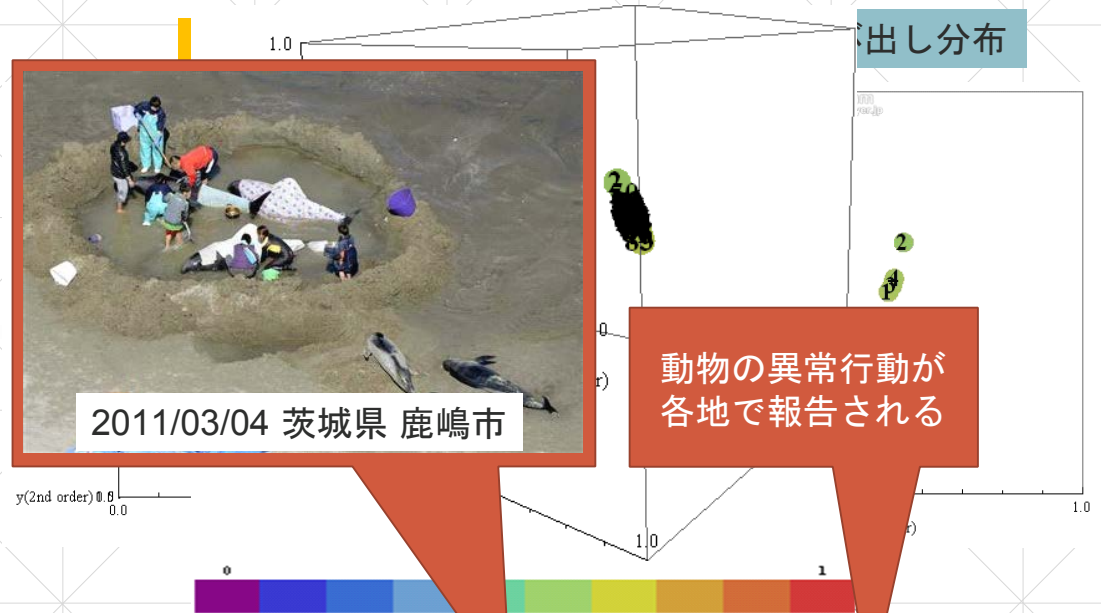 出し分布
1.0
2
2
1
0
r)
動物の異常行動が
各地で報告される
2011/03/04 茨城県 鹿嶋市
y(2nd order)
0.0
1.0
1.0
r)
0
1